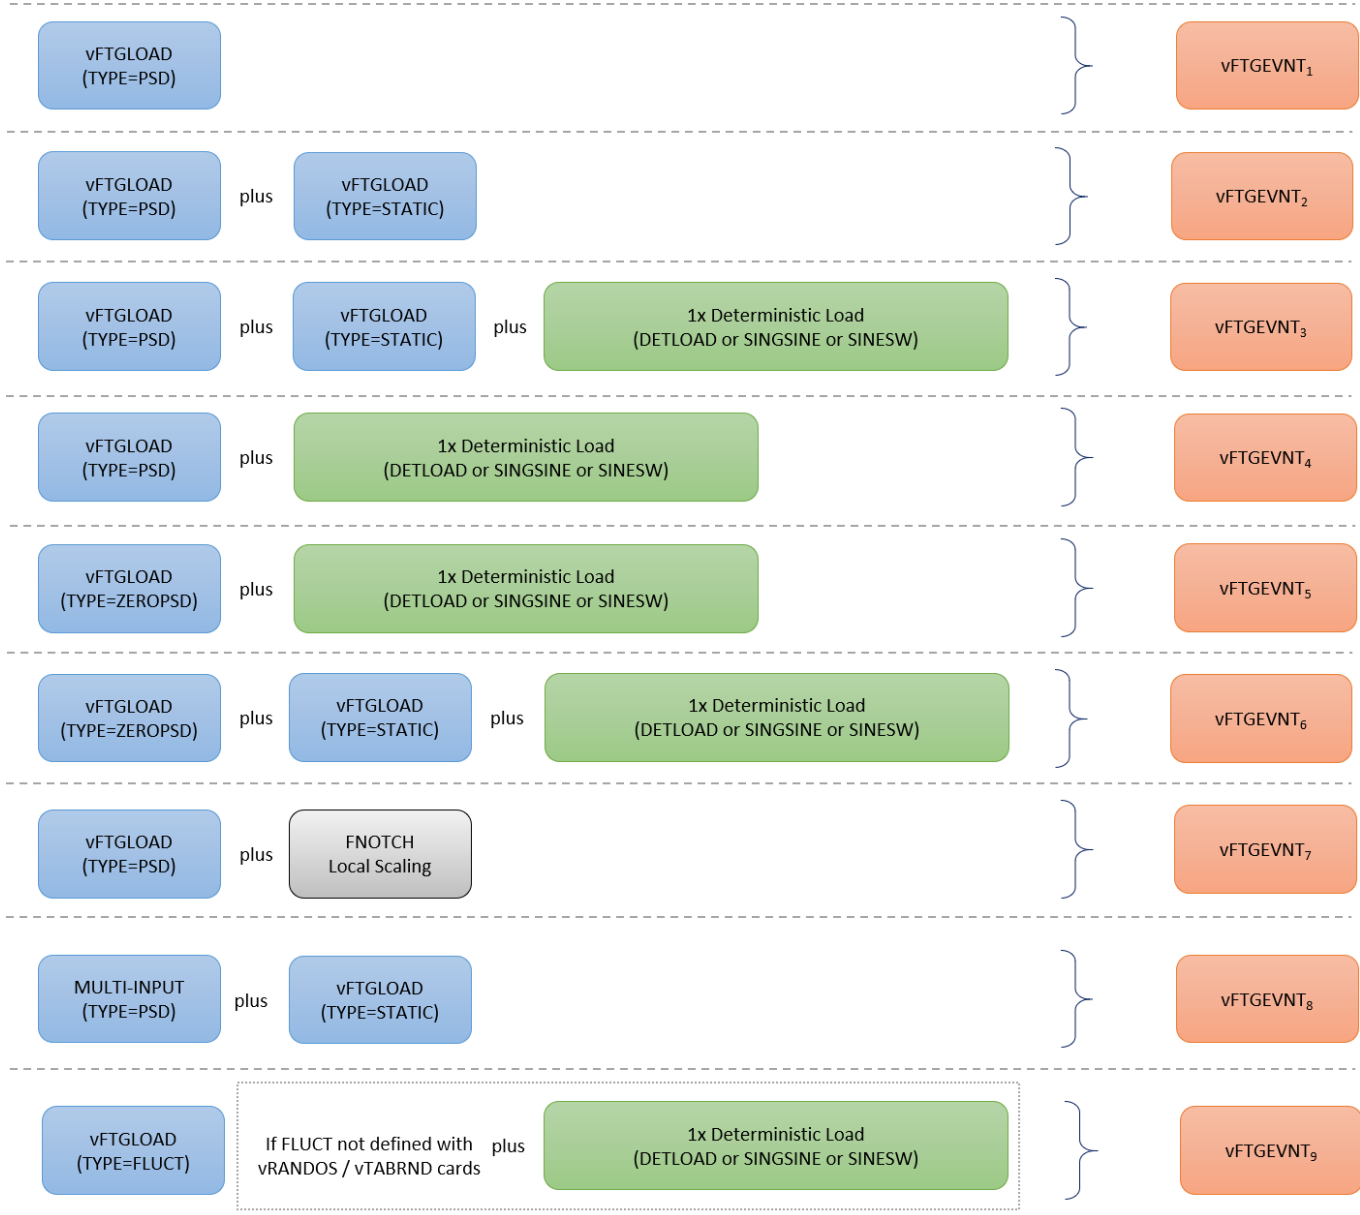 vFTGLOAD
(TYPE=PSD)
vFTGEVNT1
vFTGLOAD
(TYPE=PSD)
plus
vFTGLOAD
(TYPE=STATIC)
vFTGEVNT2
vFTGLOAD
(TYPE=PSD)
plus
vFTGLOAD
(TYPE=STATIC)
plus
1x Deterministic Load
(DETLOAD or SINGSINE or SINESW)
vFTGEVNT3
vFTGLOAD
(TYPE=PSD)
plus
1x Deterministic Load
(DETLOAD or SINGSINE or SINESW)
vFTGEVNT4
vFTGLOAD
(TYPE=ZEROPSD)
plus
1x Deterministic Load
(DETLOAD or SINGSINE or SINESW)
vFTGEVNT5
vFTGLOAD
(TYPE=ZEROPSD)
plus
vFTGLOAD
(TYPE=STATIC)
plus
1x Deterministic Load
(DETLOAD or SINGSINE or SINESW)
vFTGEVNT6
vFTGLOAD
(TYPE=PSD)
plus
FNOTCH
Local Scaling
vFTGEVNT7
MULTI-INPUT
(TYPE=PSD)
plus
vFTGLOAD
(TYPE=STATIC)
vFTGEVNT8
vFTGLOAD
(TYPE=FLUCT)
If FLUCT not defined with
vRANDOS / vTABRND cards
plus
1x Deterministic Load
(DETLOAD or SINGSINE or SINESW)
vFTGEVNT9